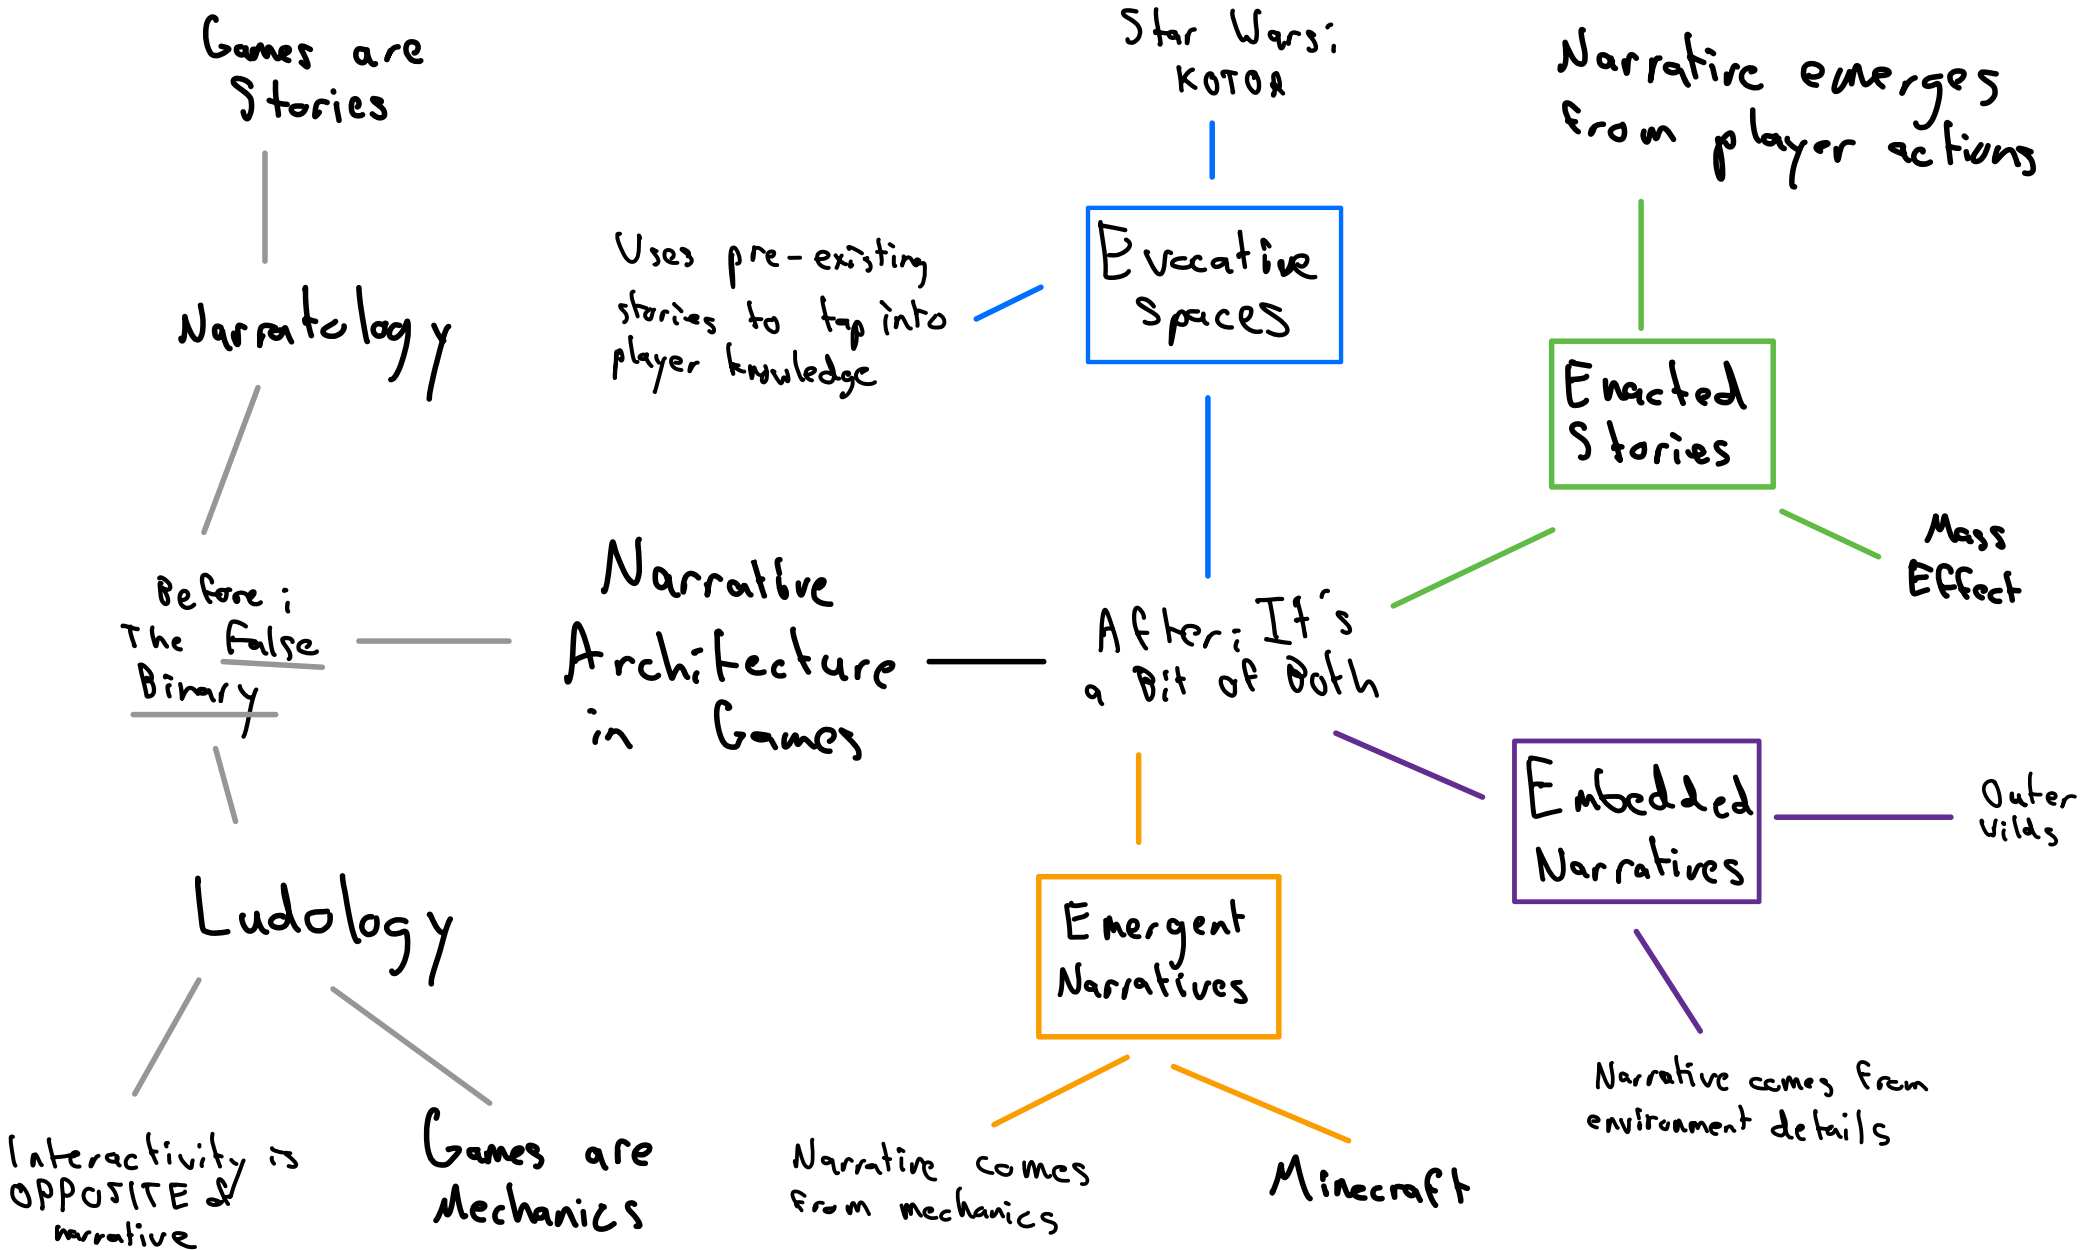 Games are
Stories
Narratology
Before:
The False
Binary
Ludology
Interactivity is
OPPOSITE of
narrative
Games are
Mechanics
Narrative
Architecture
in Games
After: It's
a Bit of Both
Star Wars:
KOTOR
Evocative
Spaces
Uses pre-existing
stories to tap into
player knowledge
Narrative emerges
from player actions
Enacted
Stories
Mass
Effect
Embedded
Narratives
Outer
Wilds
Narrative comes from
environment details
Emergent
Narratives
Narrative comes
from mechanics
Minecraft